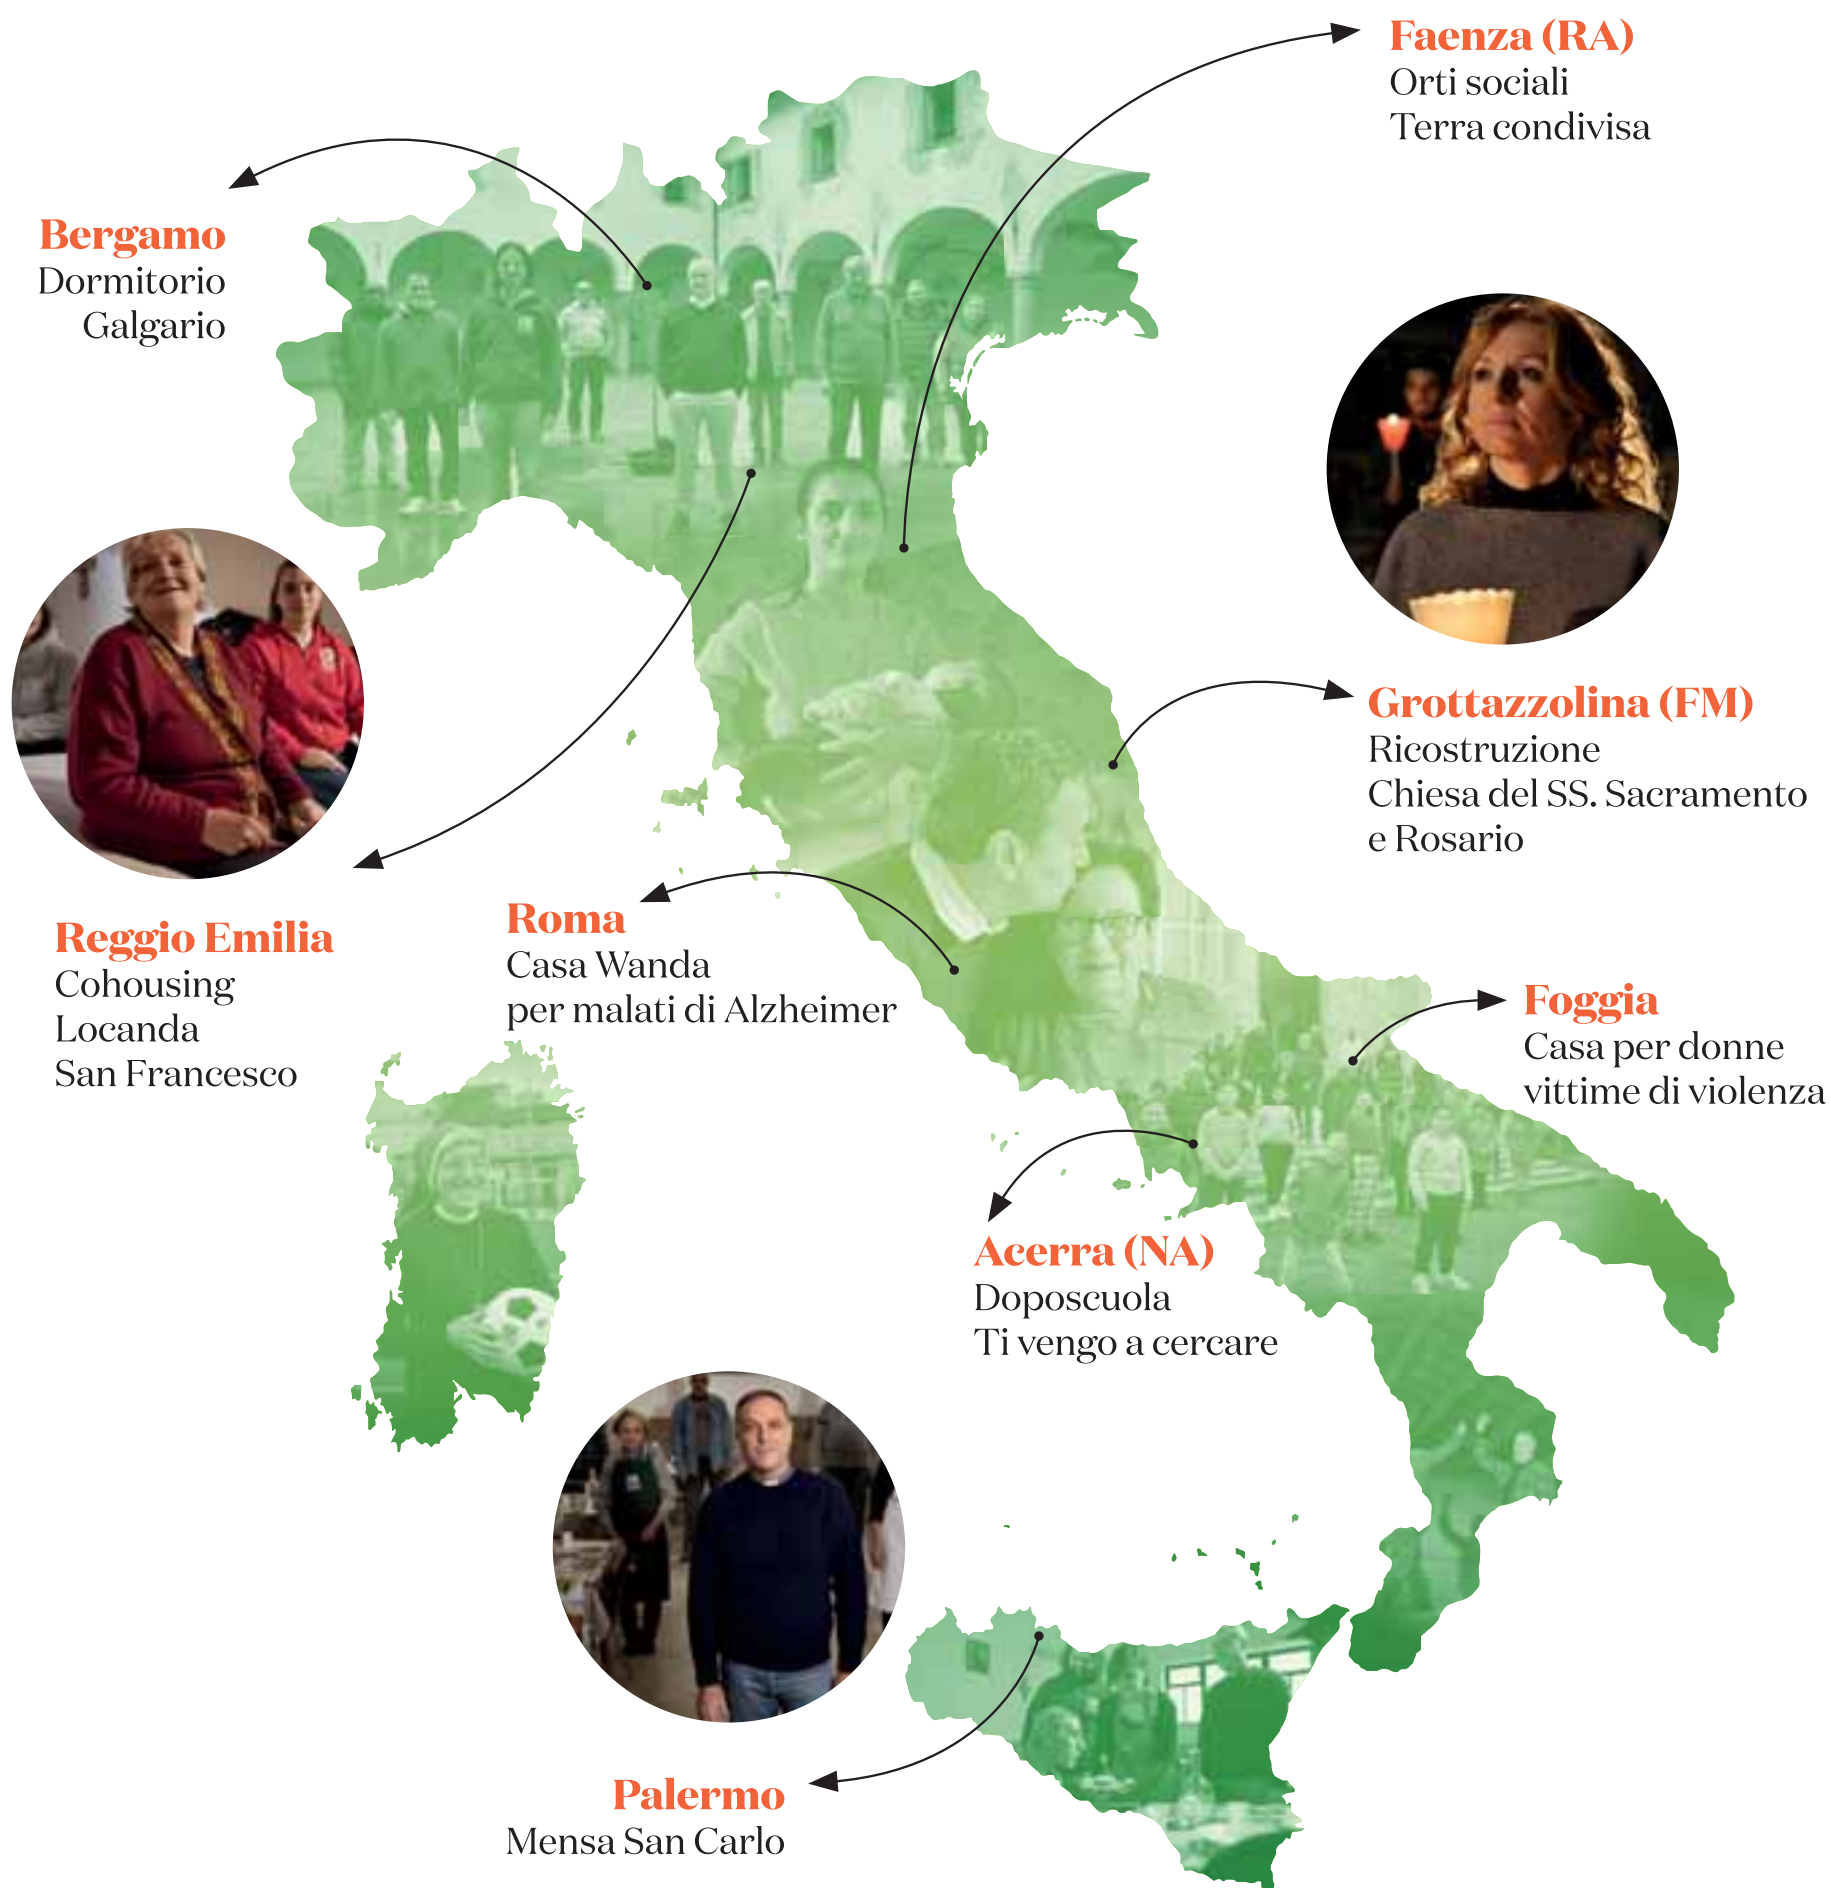 Faenza (RA)
Orti sociali
Terra condivisa
Bergamo
Dormitorio
Galgario
Grottazzolina (FM)
Ricostruzione
Chiesa del SS. Sacramento
e Rosario
Reggio Emilia
Cohousing
Locanda
San Francesco
Roma
Casa Wanda
per malati di Alzheimer
Foggia
Casa per donne
vittime di violenza
Acerra (NA)
Doposcuola
Ti vengo a cercare
Palermo
Mensa San Carlo